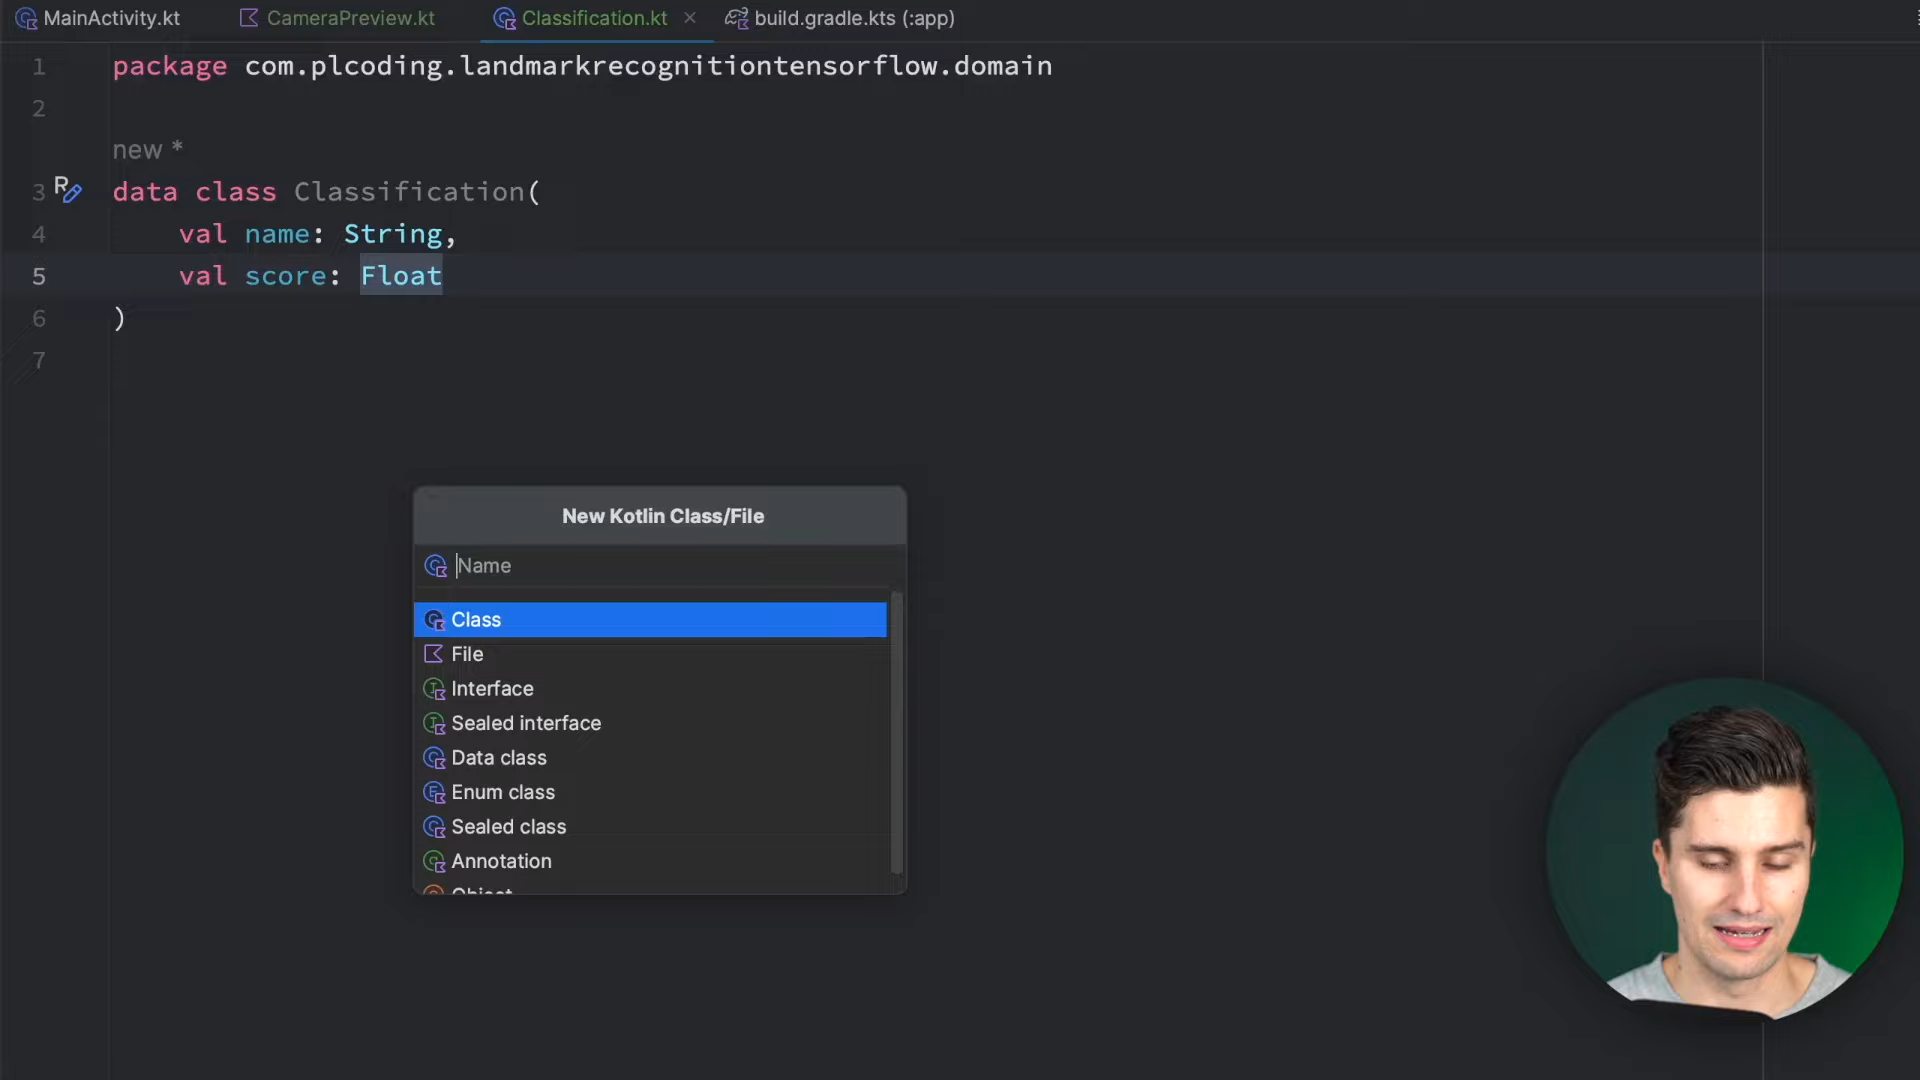 MainActivity.kt
CameraPreview.kt
Classification.kt
build.gradle.kts (:app)
1 package com.plcoding.landmarkrecognitiontensorflow.domain
2
new *
3 data class Classification(
4 val name: String,
5 val score: Float
6 )
7
New Kotlin Class/File
Name
Class
File
Interface
Sealed interface
Data class
Enum class
Sealed class
Annotation
Object